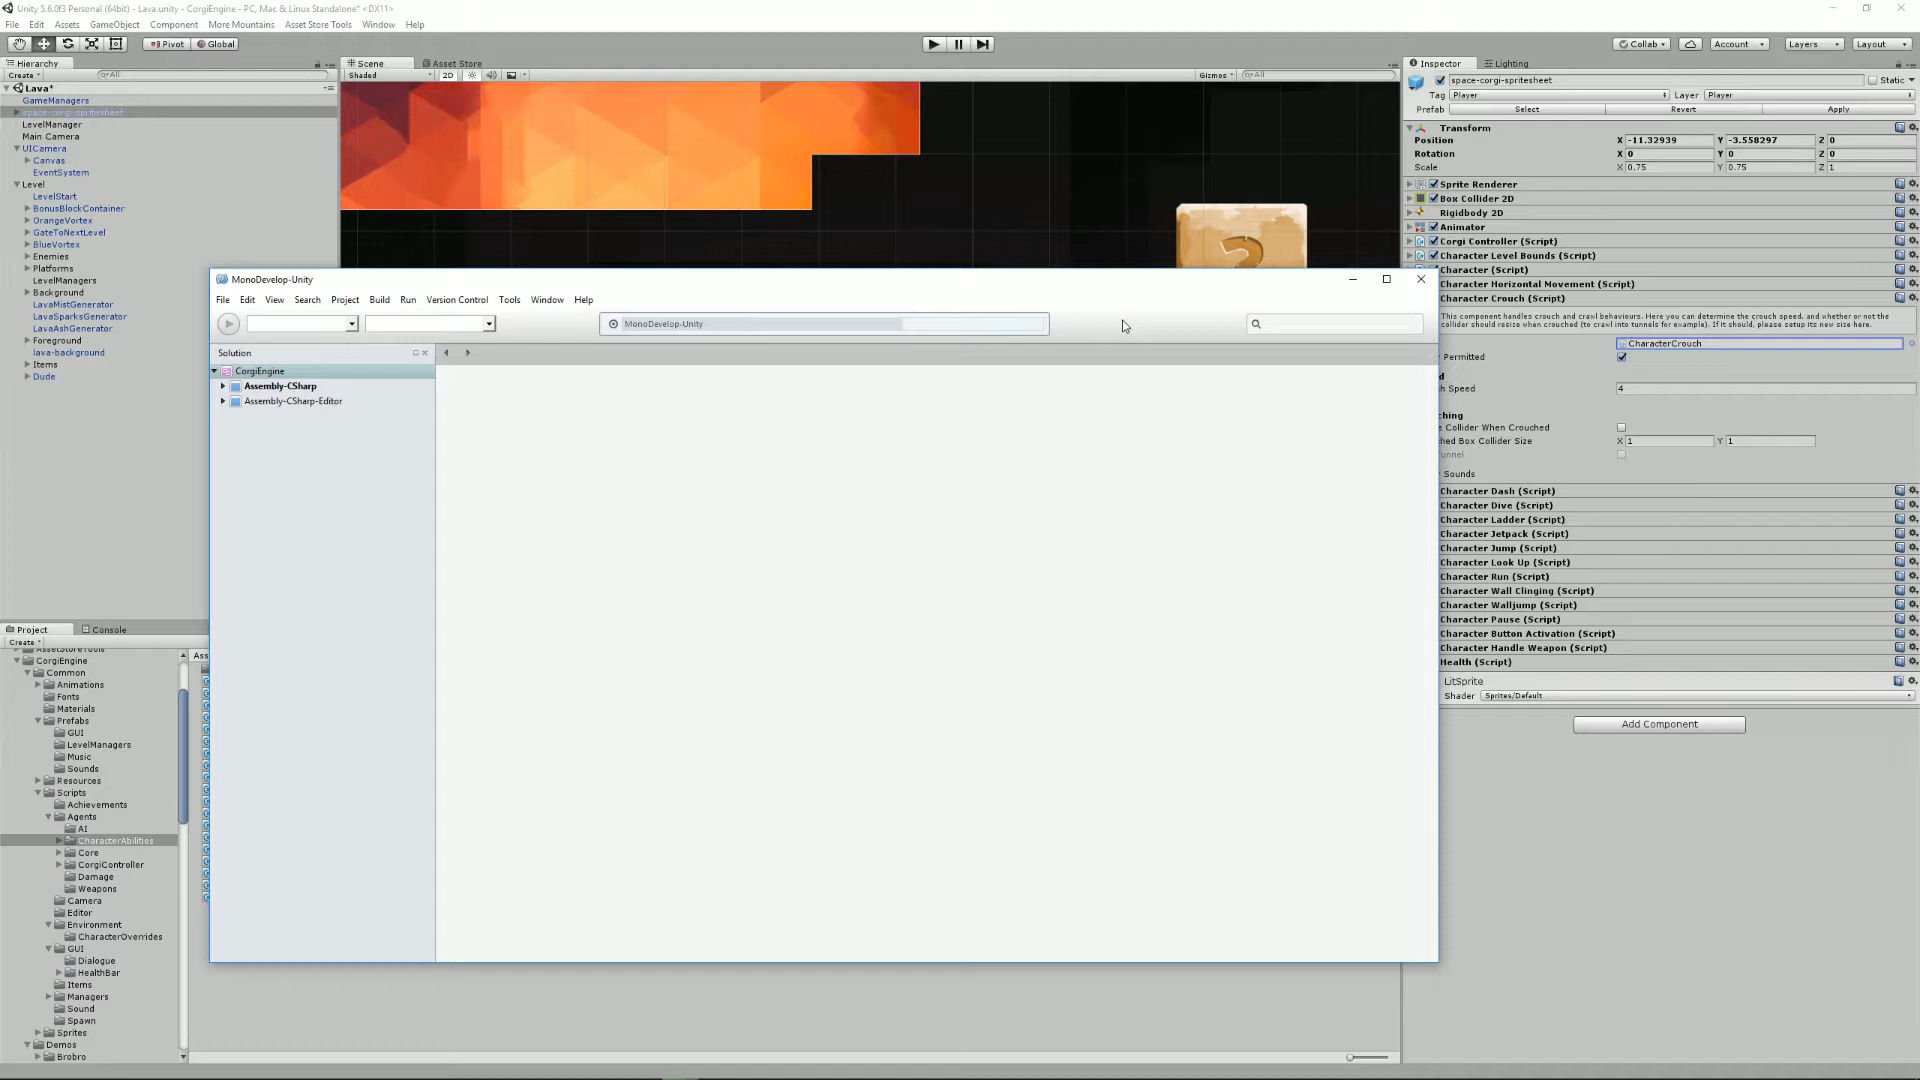 Unity 5.6.0f3 Personal (64bit) - Lava.unity - CorgiEngine - PC, Mac & Linux Standalone* <DX11>
File Edit Assets GameObject Component More Mountains Asset Store Tools Window Help
Pivot Global Collab Account Layers Layout
Hierarchy
Create All
Lava*
GameManagers
space-corgi-spritesheet
LevelManager
Main Camera
UICamera
Canvas
EventSystem
Level
LevelStart
BonusBlockContainer
OrangeVortex
GateToNextLevel
BlueVortex
Enemies
Platforms
LevelManagers
Background
LavaMistGenerator
LavaSparksGenerator
LavaAshGenerator
Foreground
lava-background
Items
Dude
Scene Asset Store
Shaded 2D Gizmos All
MonoDevelop-Unity
File Edit View Search Project Build Run Version Control Tools Window Help
MonoDevelop-Unity
Solution
CorgiEngine
Assembly-CSharp
Assembly-CSharp-Editor
Project Console
Create
Ass
AssetStoreTools
CorgiEngine
Common
Animations
Fonts
Materials
Prefabs
GUI
LevelManagers
Music
Sounds
Resources
Scripts
Achievements
Agents
AI
CharacterAbilities
Core
CorgiController
Damage
Weapons
Camera
Editor
Environment
CharacterOverrides
GUI
Dialogue
HealthBar
Items
Managers
Sound
Spawn
Sprites
Demos
Brobro
Inspector Lighting
space-corgi-spritesheet Static
Tag Player Layer Player
Prefab Select Revert Apply
Transform
Position X -11.32939 Y -3.558297 Z 0
Rotation X 0 Y 0 Z 0
Scale X 0.75 Y 0.75 Z 1
Sprite Renderer
Box Collider 2D
Rigidbody 2D
Animator
Corgi Controller (Script)
Character Level Bounds (Script)
Character (Script)
Character Horizontal Movement (Script)
Character Crouch (Script)
This component handles crouch and crawl behaviours. Here you can determine the crouch speed, and whether or not the
collider should resize when crouched (to crawl into tunnels for example). If it should, please setup its new size here.
CharacterCrouch
Permitted
d
h Speed 4
ching
e Collider When Crouched
hed Box Collider Size X 1 Y 1
unnel
Sounds
Character Dash (Script)
Character Dive (Script)
Character Ladder (Script)
Character Jetpack (Script)
Character Jump (Script)
Character Look Up (Script)
Character Run (Script)
Character Wall Clinging (Script)
Character Walljump (Script)
Character Pause (Script)
Character Button Activation (Script)
Character Handle Weapon (Script)
Health (Script)
LitSprite
Shader Sprites/Default
Add Component